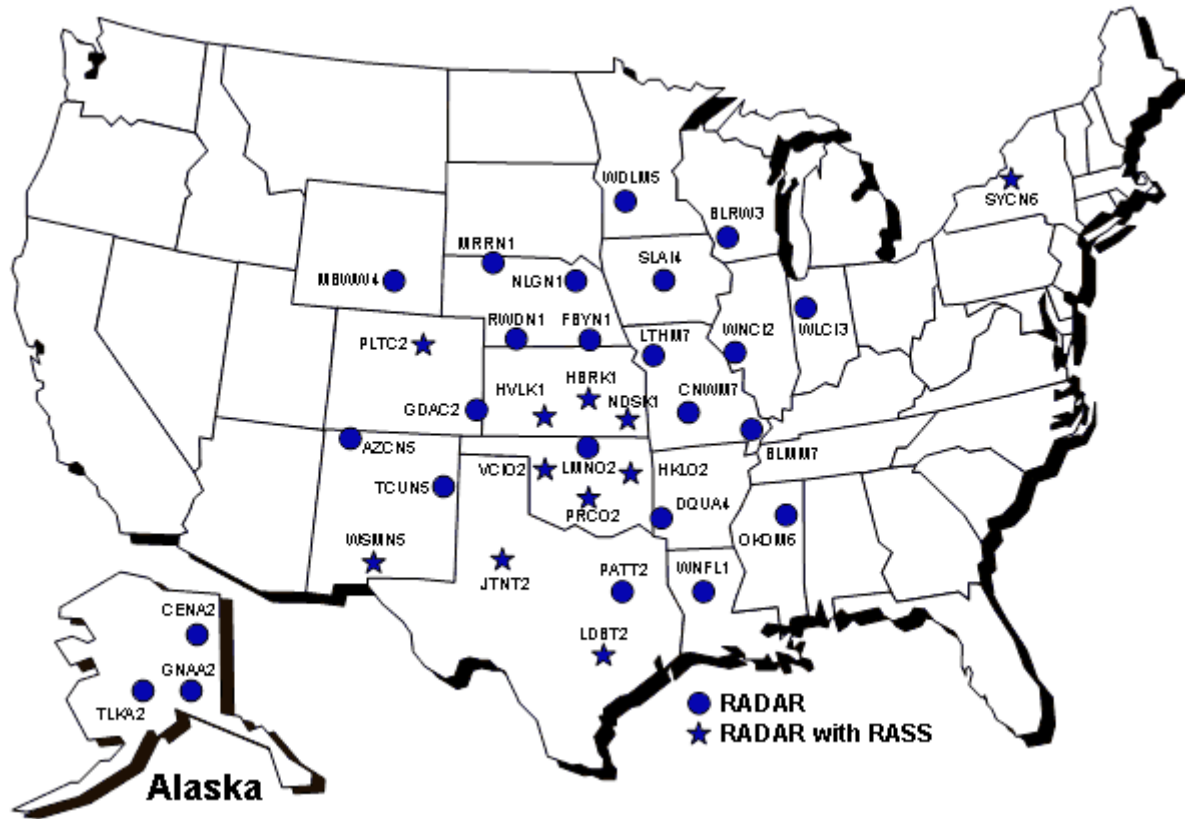 WDLM5
SYCN6
BLRW3
MRRN1
SLAI4
MBWW4
NLGN1
RWDN1
FBYN1
WNCI2
WLCI3
PLTC2
LTHM7
HVLK1
HBRK1
NDSK1
CNWM7
GDAC2
AZCN5
BLMM7
VCIO2
LMNO2
HKLO2
TCUN5
PRCO2
DQUA4
WSMN5
OKOM6
JTNT2
PATT2
WNFL1
CENA2
LDBT2
GNAA2
TLKA2
RADAR
RADAR with RASS
Alaska